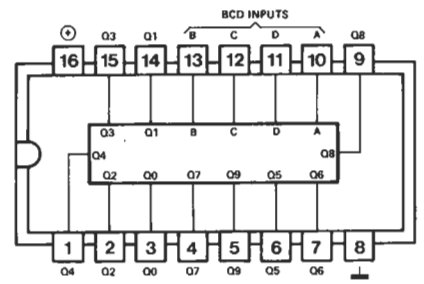 BCD INPUTS
⊕ Q3 Q1 B C D A Q8
16 15 14 13 12 11 10 9
Q3 Q1 B C D A
Q4 Q8
Q2 Q0 Q7 Q9 Q5 Q6
1 2 3 4 5 6 7 8
Q4 Q2 Q0 Q7 Q9 Q5 Q6